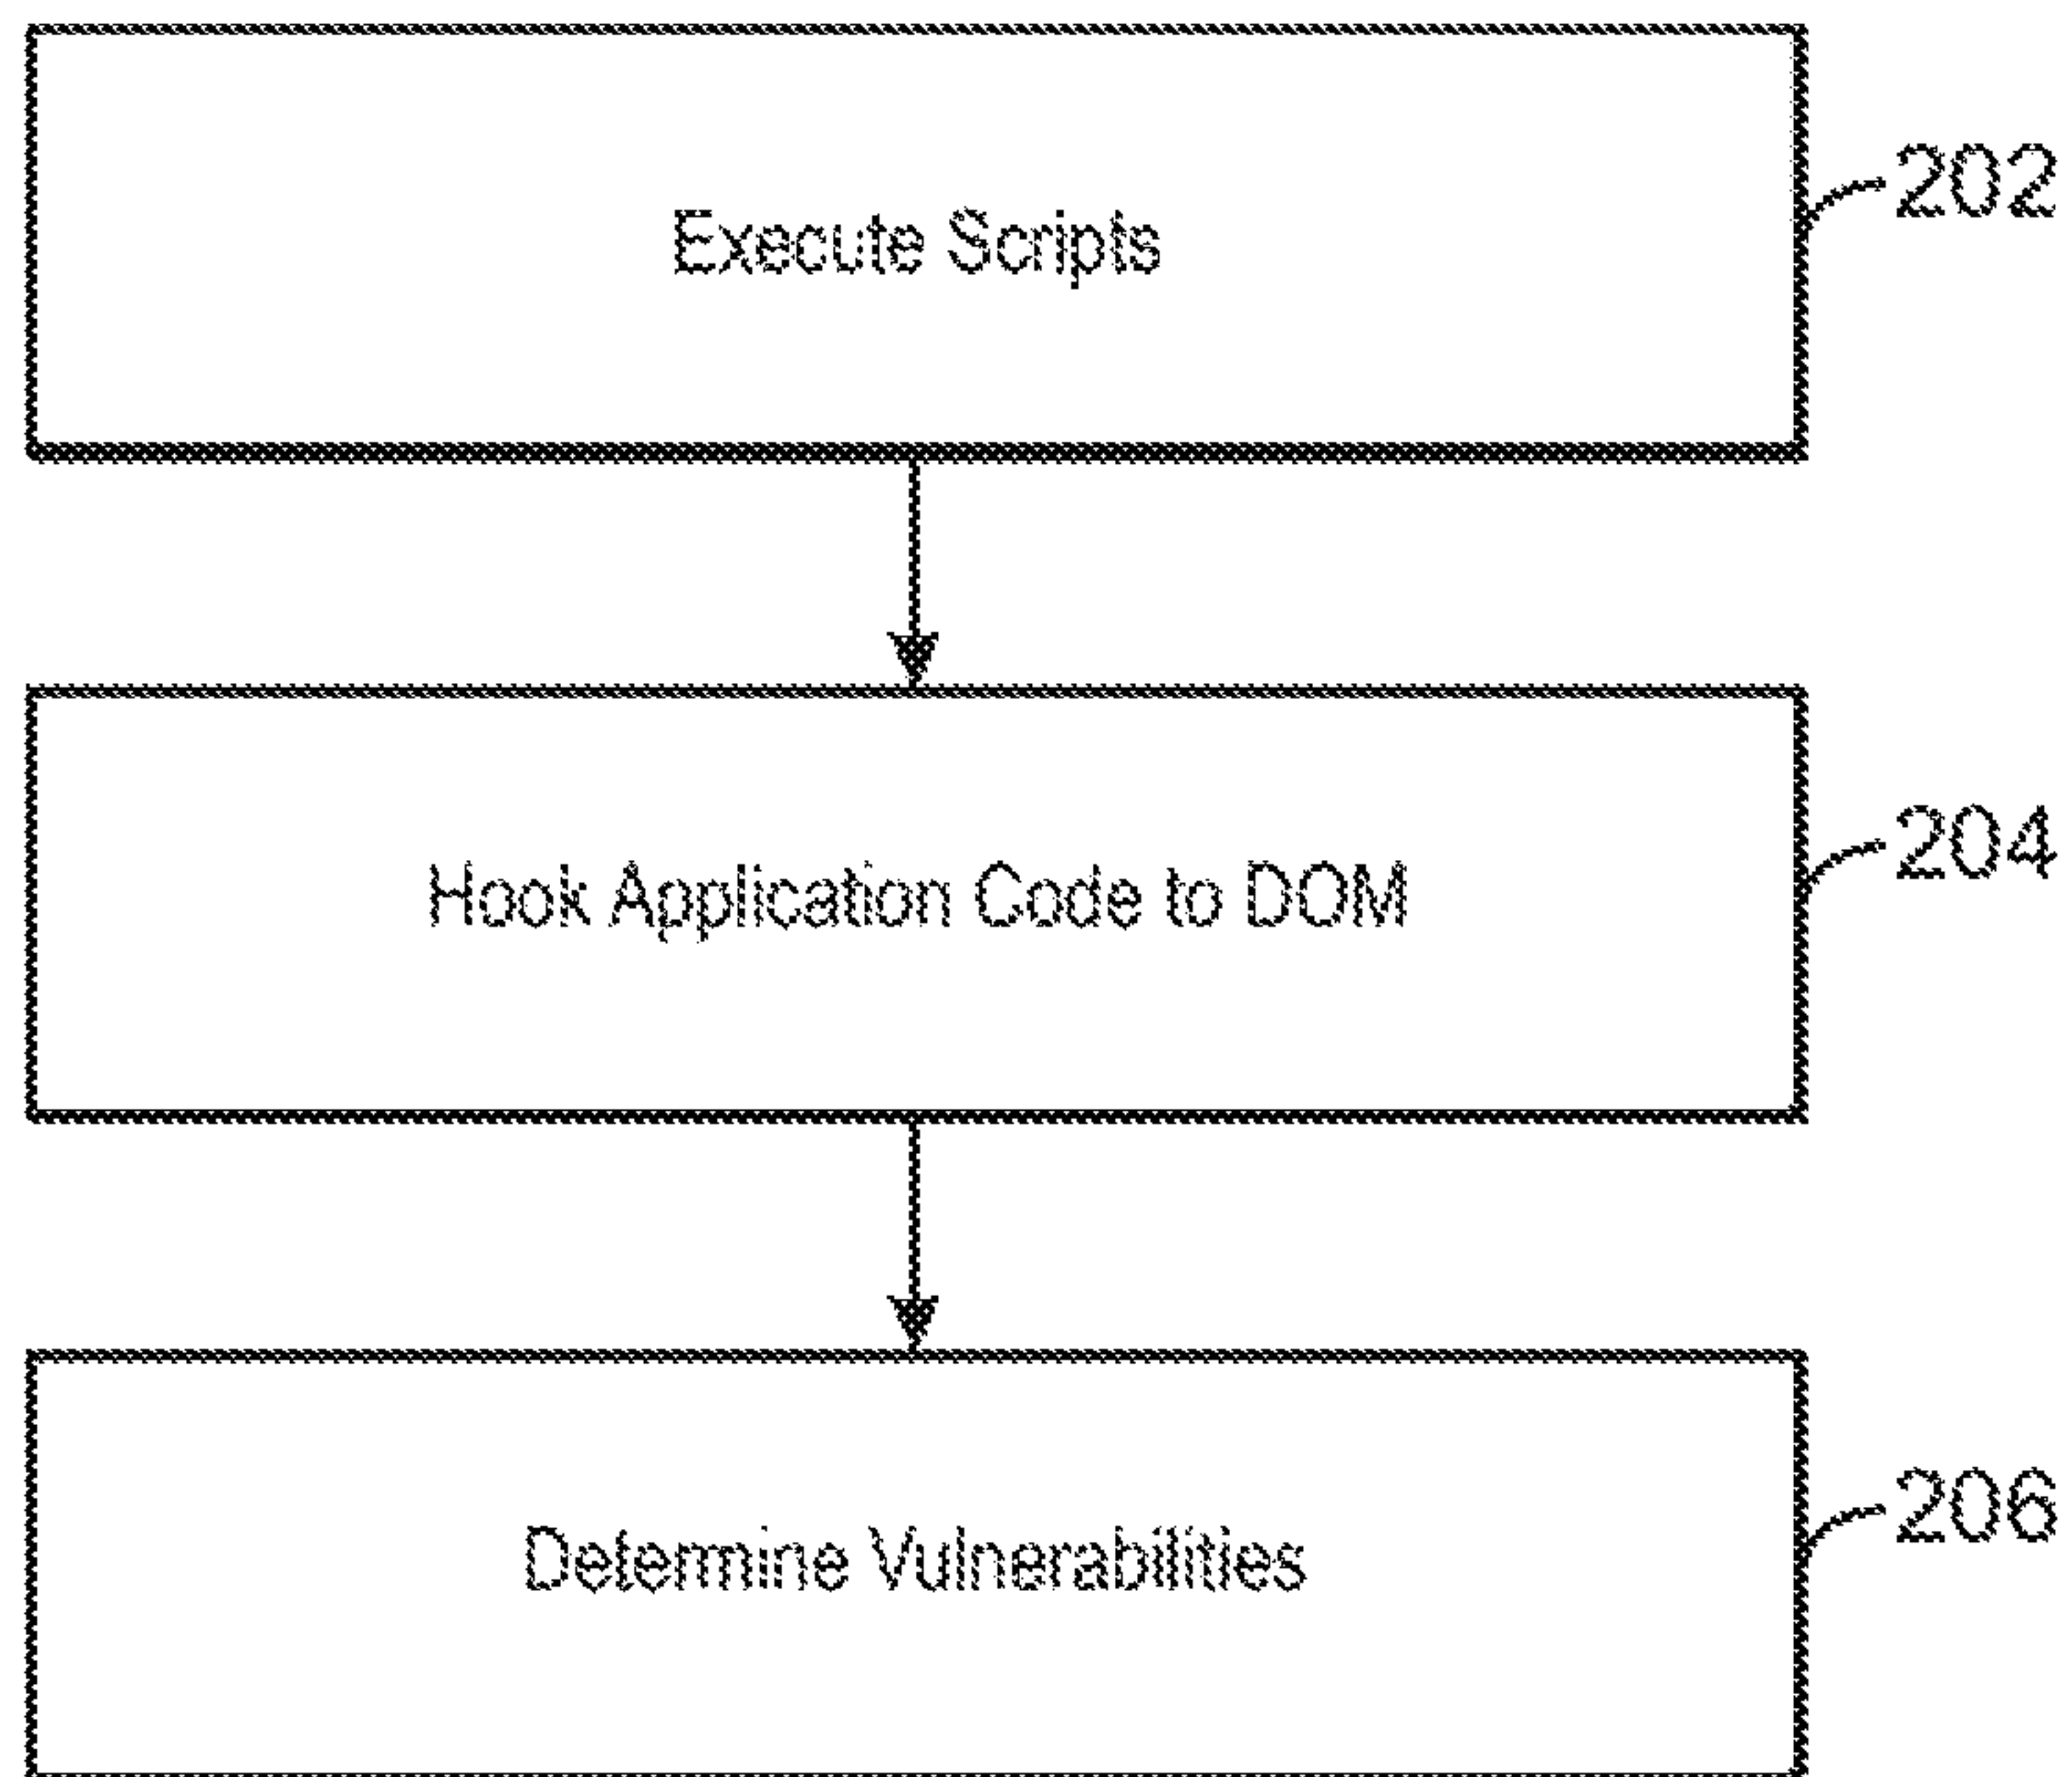 Execute Scripts
202
Hook Application Code to DOM
204
Determine Vulnerabilities
206